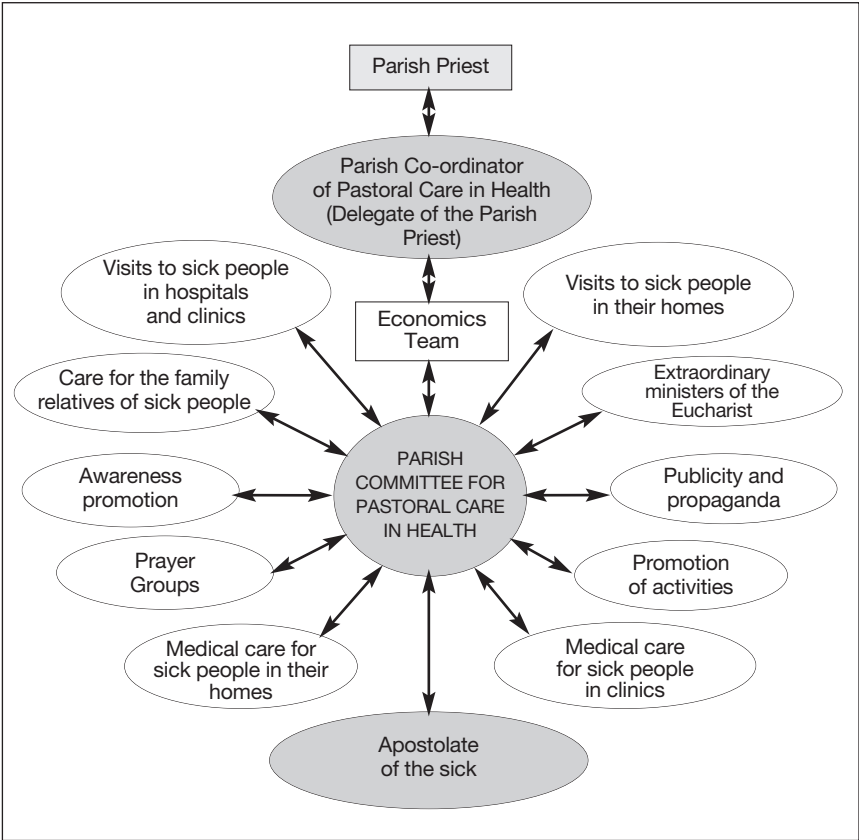 Parish Priest
Parish Co-ordinator
of Pastoral Care in Health
(Delegate of the Parish
Priest)
Visits to sick people
in hospitals
and clinics
Visits to sick people
in their homes
Economics
Team
Care for the family
relatives of sick people
Extraordinary
ministers of the
Eucharist
PARISH
COMMITTEE FOR
PASTORAL CARE
IN HEALTH
Awareness
promotion
Publicity and
propaganda
Prayer
Groups
Promotion
of activities
Medical care for
sick people in their
homes
Medical care
for sick people
in clinics
Apostolate
of the sick